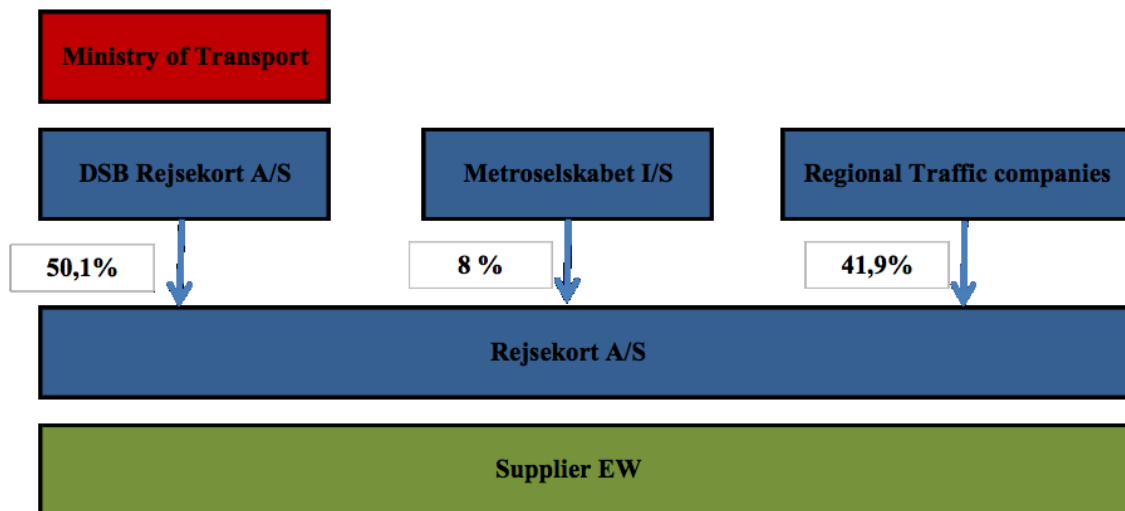 Ministry of Transport
DSB Rejsekort A/S
Metroselskabet I/S
Regional Traffic companies
50,1%
8 %
41,9%
Rejsekort A/S
Supplier EW